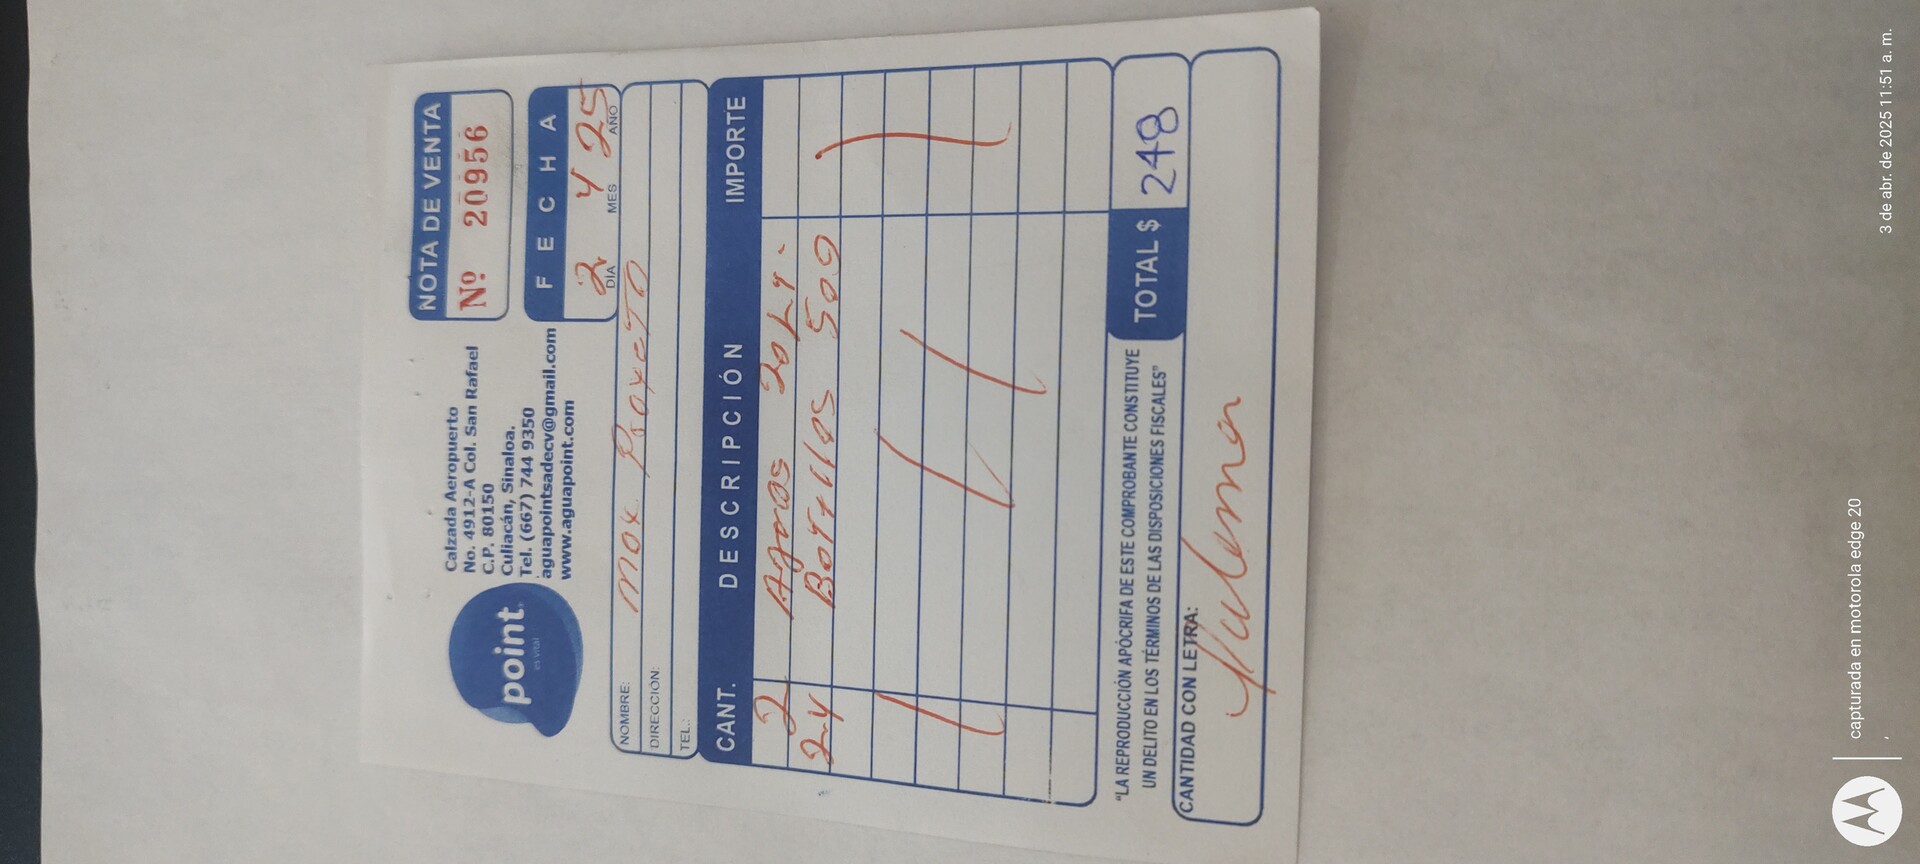 point
es vital
Calzada Aeropuerto
No. 4912-A Col. San Rafael
C.P. 80150
Culiacán, Sinaloa.
Tel. (667) 744 9350
aguapointsadecv@gmail.com
www.aguapoint.com
NOTA DE VENTA
Nº 20956
FECHA
2 4 25
DÍA MES AÑO
NOMBRE: Max
DIRECCIÓN:
TEL.:
CANT. DESCRIPCIÓN IMPORTE
2 Aguas 20 Lt.
24 Botellas 500
"LA REPRODUCCIÓN APÓCRIFA DE ESTE COMPROBANTE CONSTITUYE
UN DELITO EN LOS TÉRMINOS DE LAS DISPOSICIONES FISCALES"
TOTAL $ 248
CANTIDAD CON LETRA:
capturada en motorola edge 20
,
3 de abr. de 2025 11:51 a. m.